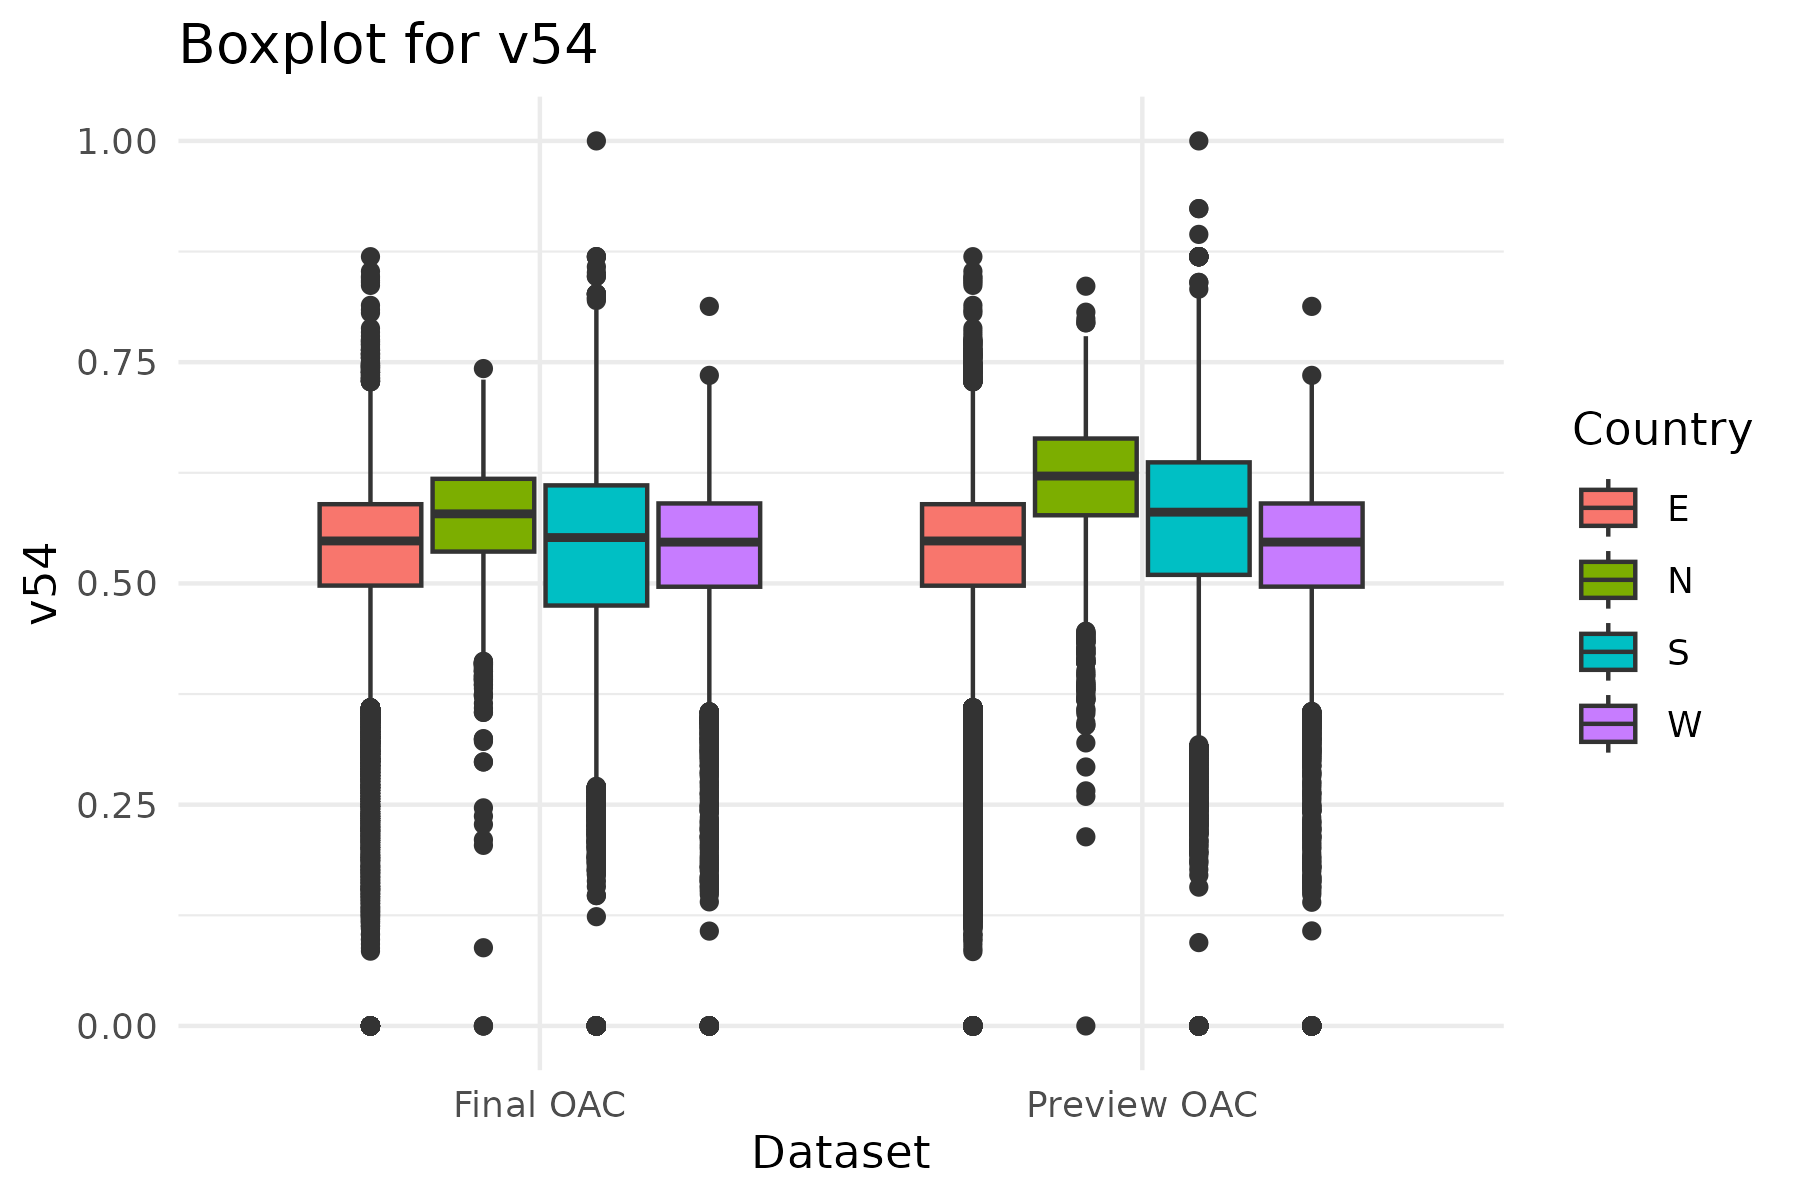 Boxplot for v54
1.00
0.75
0.50
0.25
0.00
v54
Final OAC
Preview OAC
Dataset
Country
E
N
S
W